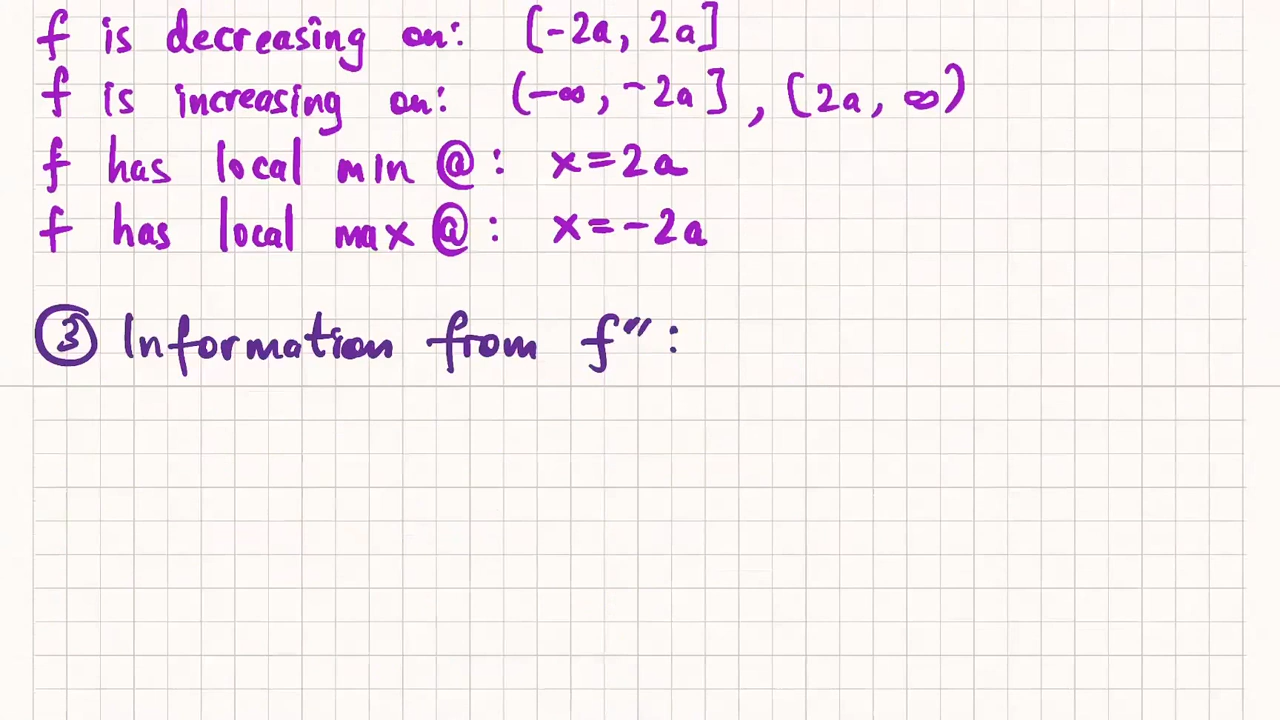 f is decreasing on: [-2a, 2a]
f is increasing on: (-∞, -2a], [2a, ∞)
f has local min @: x=2a
f has local max @: x=-2a
③ Information from f":